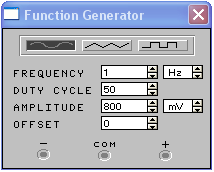 Function Generator
FREQUENCY 1 Hz
DUTY CYCLE 50
AMPLITUDE 800 mV
OFFSET 0
− COM +